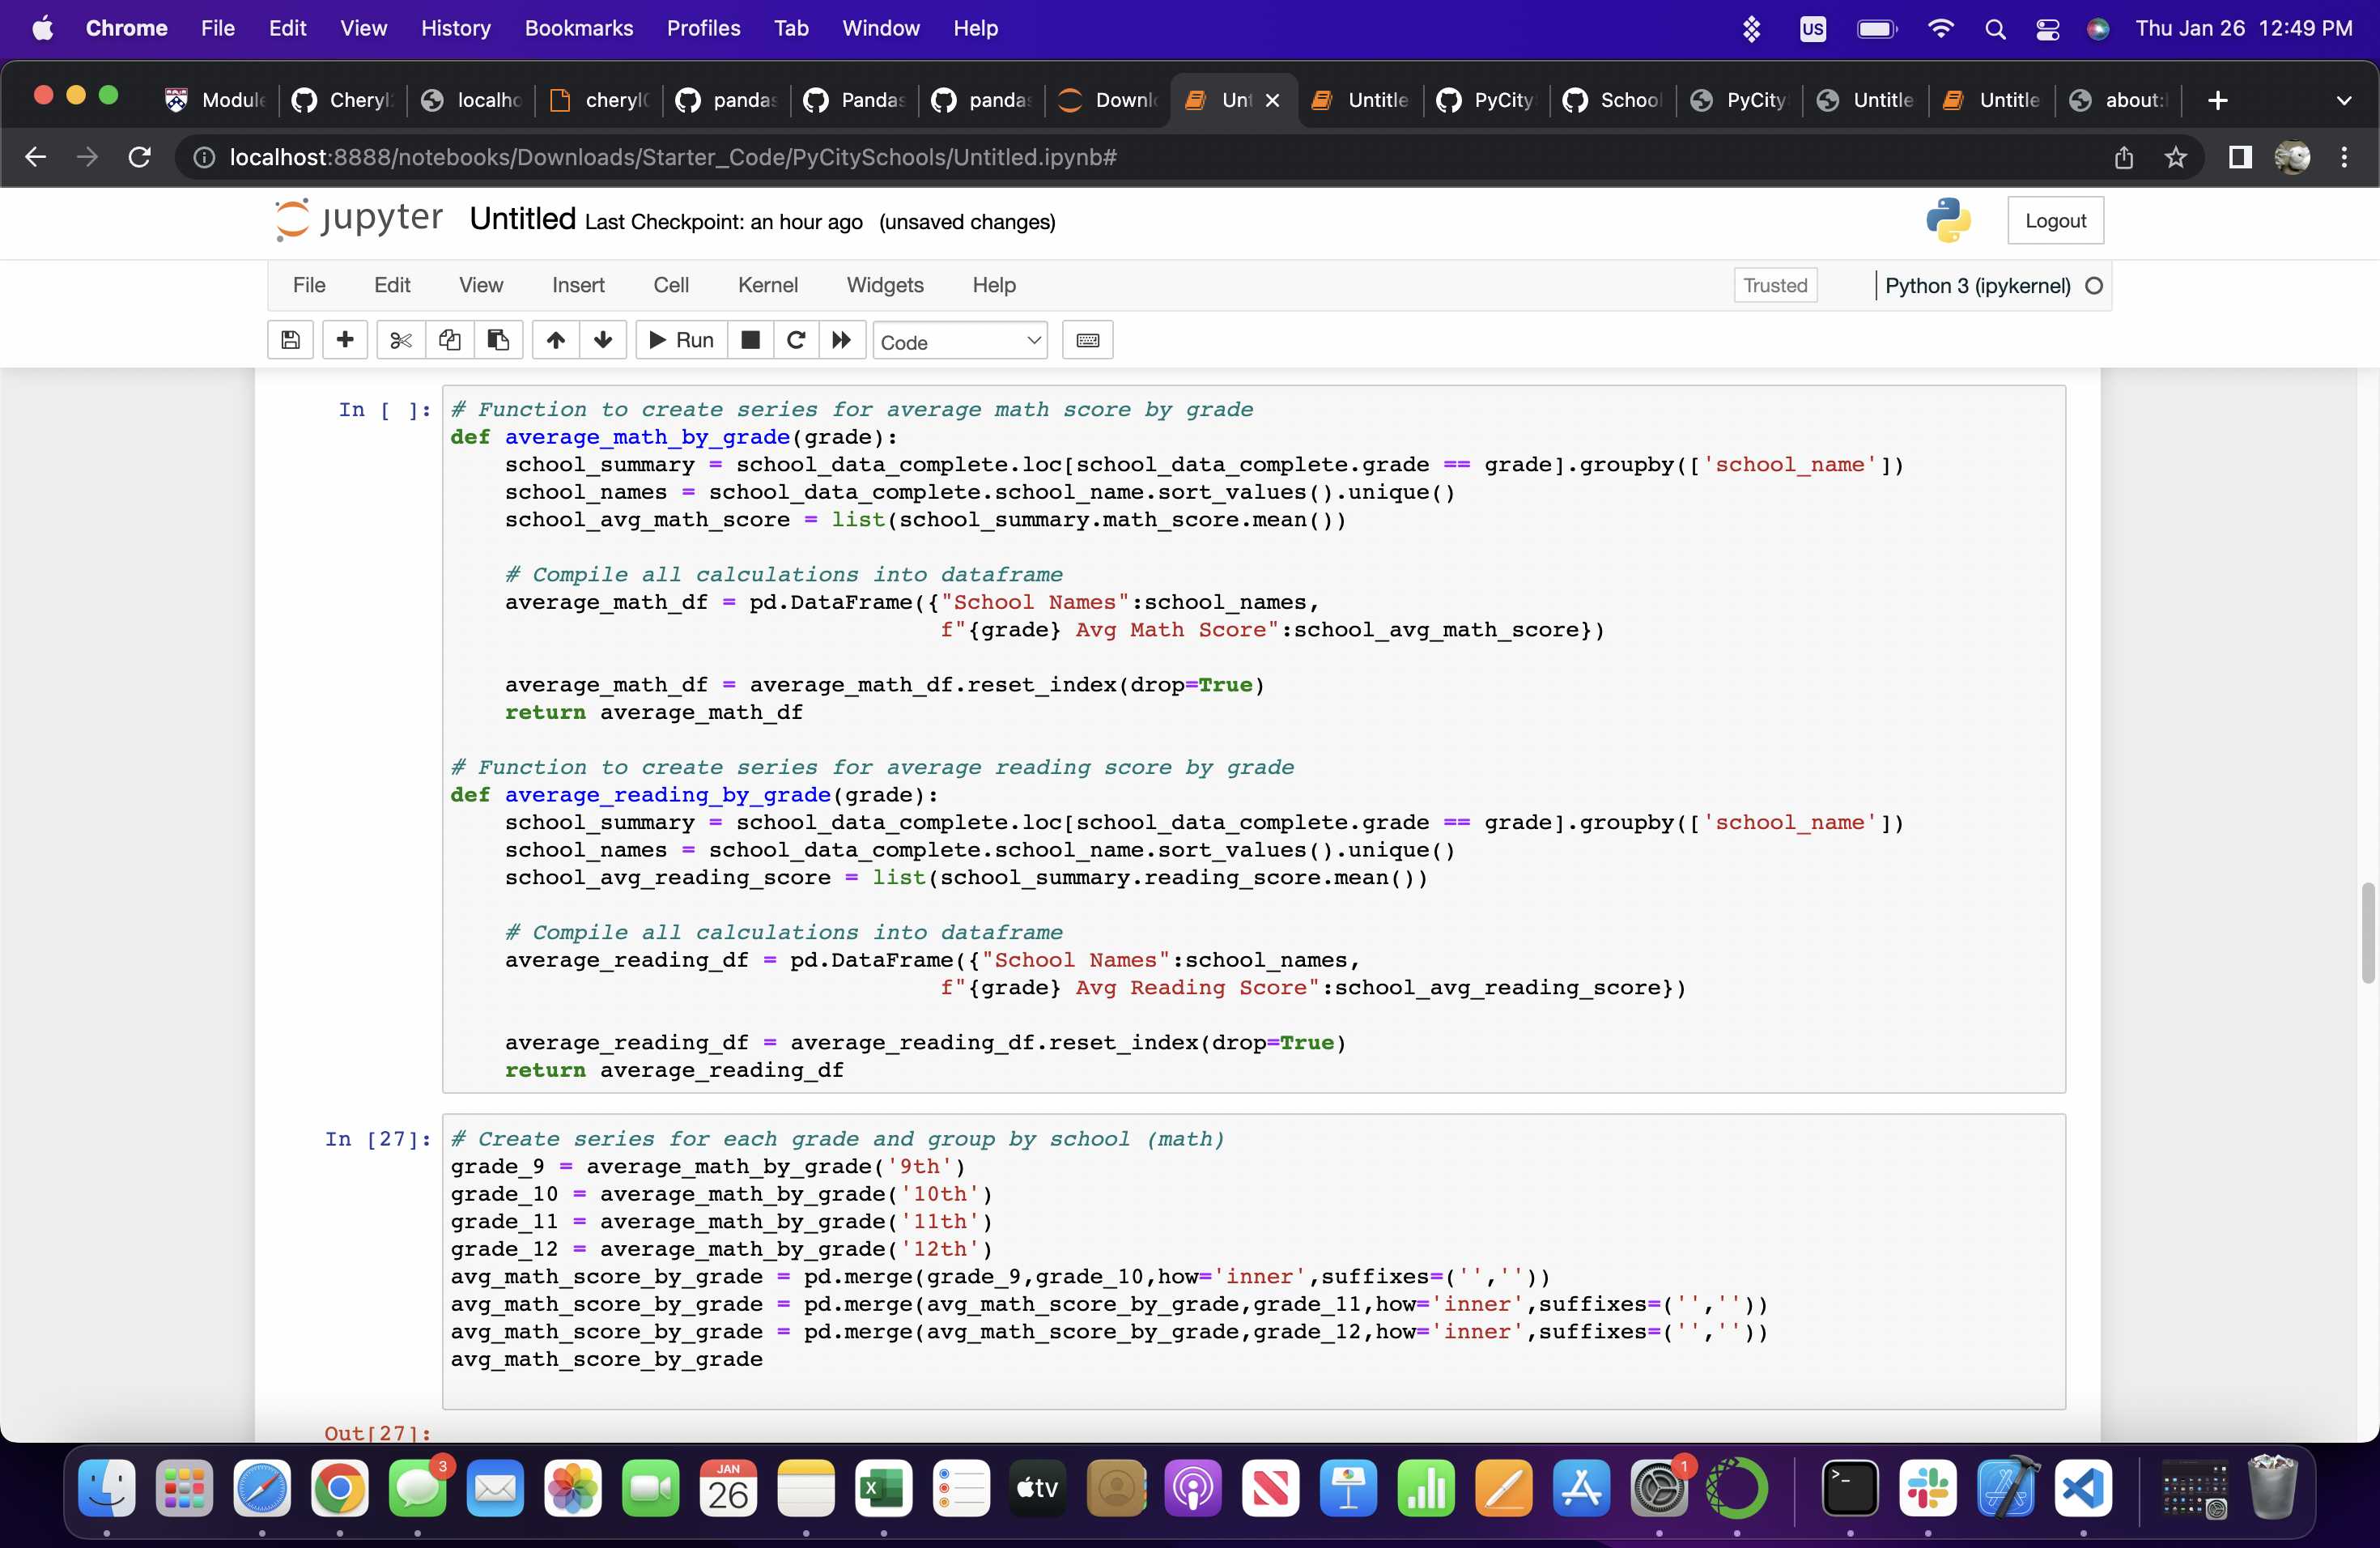 Chrome File Edit View History Bookmarks Profiles Tab Window Help US Thu Jan 26 12:49 PM
Module Cheryl localho cheryl pandas Pandas pandas Downl Unt Untitle PyCity School PyCity Untitle Untitle about:
localhost:8888/notebooks/Downloads/Starter_Code/PyCitySchools/Untitled.ipynb#
jupyter Untitled Last Checkpoint: an hour ago (unsaved changes) Logout
File Edit View Insert Cell Kernel Widgets Help Trusted Python 3 (ipykernel)
Run Code
In [ ]: # Function to create series for average math score by grade
def average_math_by_grade(grade):
    school_summary = school_data_complete.loc[school_data_complete.grade == grade].groupby(['school_name'])
    school_names = school_data_complete.school_name.sort_values().unique()
    school_avg_math_score = list(school_summary.math_score.mean())
    # Compile all calculations into dataframe
    average_math_df = pd.DataFrame({"School Names":school_names,
                                    f"{grade} Avg Math Score":school_avg_math_score})
    average_math_df = average_math_df.reset_index(drop=True)
    return average_math_df
# Function to create series for average reading score by grade
def average_reading_by_grade(grade):
    school_summary = school_data_complete.loc[school_data_complete.grade == grade].groupby(['school_name'])
    school_names = school_data_complete.school_name.sort_values().unique()
    school_avg_reading_score = list(school_summary.reading_score.mean())
    # Compile all calculations into dataframe
    average_reading_df = pd.DataFrame({"School Names":school_names,
                                    f"{grade} Avg Reading Score":school_avg_reading_score})
    average_reading_df = average_reading_df.reset_index(drop=True)
    return average_reading_df
In [27]: # Create series for each grade and group by school (math)
grade_9 = average_math_by_grade('9th')
grade_10 = average_math_by_grade('10th')
grade_11 = average_math_by_grade('11th')
grade_12 = average_math_by_grade('12th')
avg_math_score_by_grade = pd.merge(grade_9,grade_10,how='inner',suffixes=('',''))
avg_math_score_by_grade = pd.merge(avg_math_score_by_grade,grade_11,how='inner',suffixes=('',''))
avg_math_score_by_grade = pd.merge(avg_math_score_by_grade,grade_12,how='inner',suffixes=('',''))
avg_math_score_by_grade
Out[27]:
3 JAN 1
26 tv